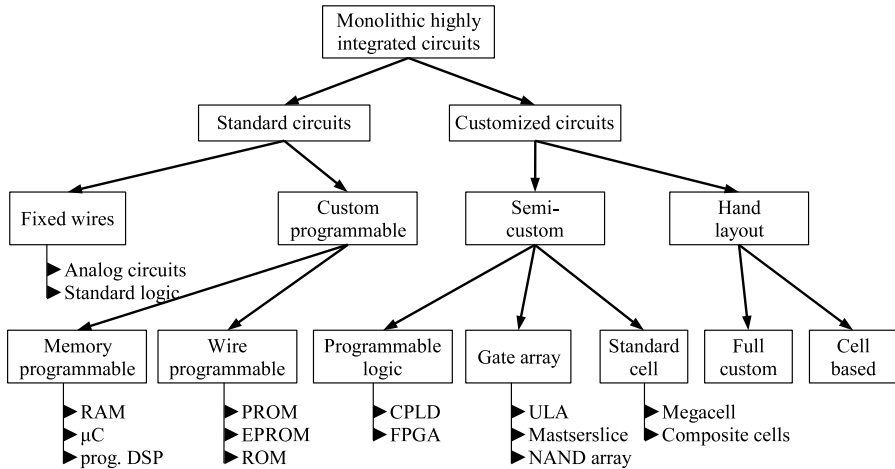 Monolithic highly
integrated circuits
Standard circuits
Customized circuits
Fixed wires
Custom
programmable
Semi-
custom
Hand
layout
Analog circuits
Standard logic
Memory
programmable
Wire
programmable
Programmable
logic
Gate array
Standard
cell
Full
custom
Cell
based
RAM
μC
prog. DSP
PROM
EPROM
ROM
CPLD
FPGA
ULA
Mastserslice
NAND array
Megacell
Composite cells